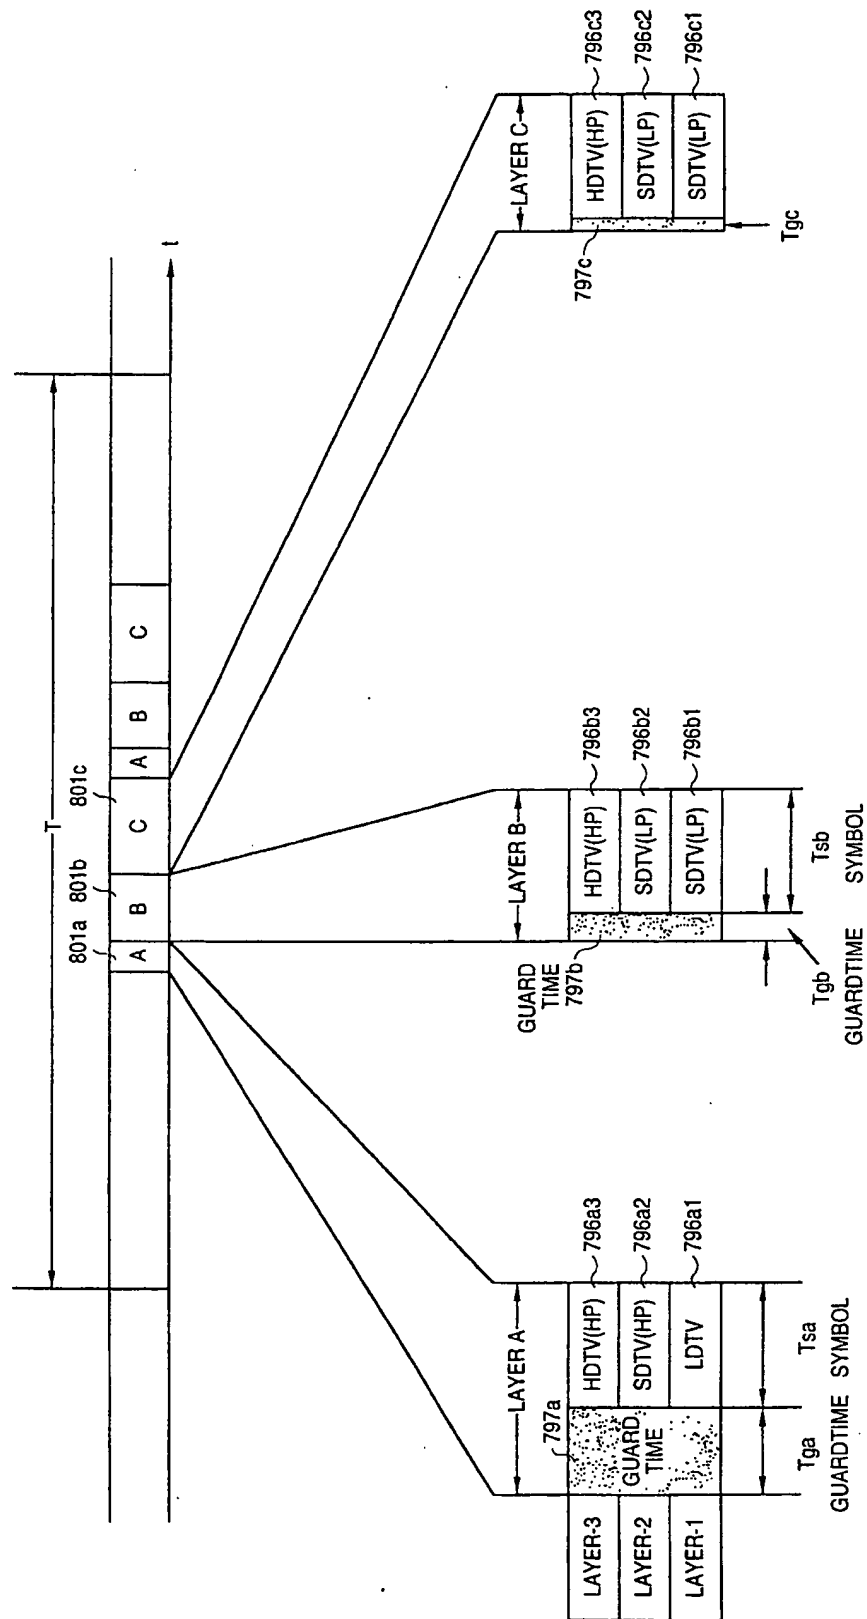 T
801a
801b
801c
A
B
C
A
B
C
t
LAYER A
LAYER B
LAYER C
797a
GUARD
TIME
LAYER-3
HDTV(HP)
796a3
LAYER-2
SDTV(HP)
796a2
LAYER-1
LDTV
796a1
Tga
GUARDTIME
Tsa
SYMBOL
GUARD
TIME
797b
HDTV(HP)
796b3
SDTV(LP)
796b2
SDTV(LP)
796b1
Tgb
GUARDTIME
Tsb
SYMBOL
797c
HDTV(HP)
796c3
SDTV(LP)
796c2
SDTV(LP)
796c1
Tgc